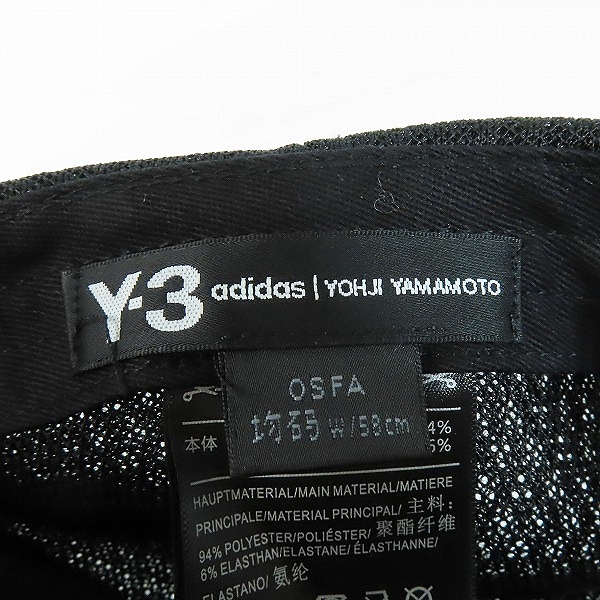 Y-3 adidas | YOHJI YAMAMOTO
OSFA
均码 W/58cm
本体
4%
6%
HAUPTMATERIAL/MAIN MATERIAL/MATIERE
PRINCIPALE/MATERIAL PRINCIPAL/ 主料:
94% POLYESTER/POLIÉSTER/ 聚酯纤维
6% ELASTHAN/ELASTANE/ ÉLASTHANNE/
ELASTANO/ 氨纶